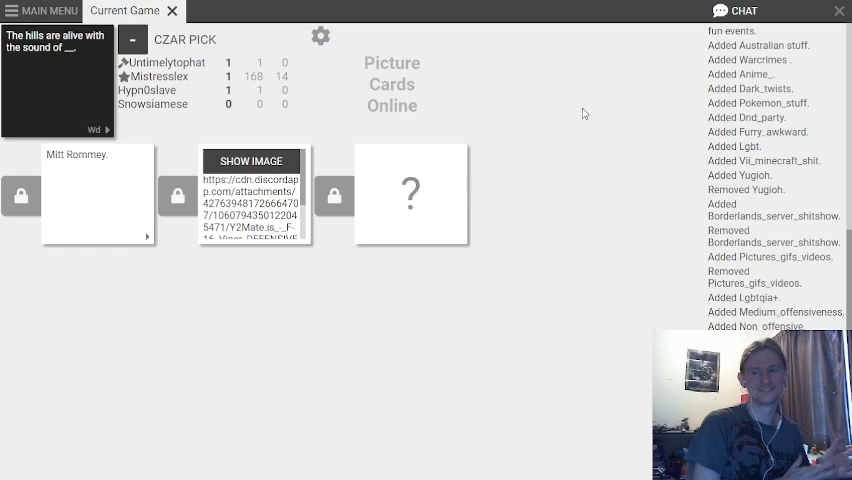 MAIN MENU
Current Game
CHAT
The hills are alive with
the sound of __.
Wd
-
CZAR PICK
Untimelytophat 1 1 0
Mistresslex 1 168 14
Hypn0slave 1 1 0
Snowsiamese 0 0 0
Picture
Cards
Online
Mitt Rommey.
SHOW IMAGE
https://cdn.discordap
p.com/attachments/
42763948172666470
7/106079435012204
5471/Y2Mate.is_-_F-
16_Viper_DEFENSIVE
?
fun events.
Added Australian stuff.
Added Warcrimes .
Added Anime_.
Added Dark_twists.
Added Pokemon_stuff.
Added Dnd_party.
Added Furry_awkward.
Added Lgbt.
Added Vii_minecraft_shit.
Added Yugioh.
Removed Yugioh.
Added
Borderlands_server_shitshow.
Removed
Borderlands_server_shitshow.
Added Pictures_gifs_videos.
Removed
Pictures_gifs_videos.
Added Lgbtqia+.
Added Medium_offensiveness.
Added Non_offensive.